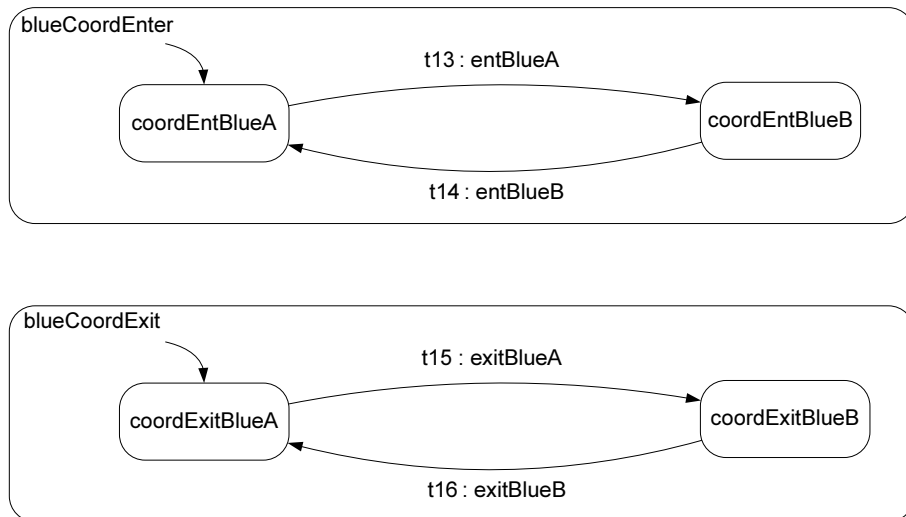 blueCoordEnter
t13 : entBlueA
coordEntBlueA
coordEntBlueB
t14 : entBlueB
blueCoordExit
t15 : exitBlueA
coordExitBlueA
coordExitBlueB
t16 : exitBlueB